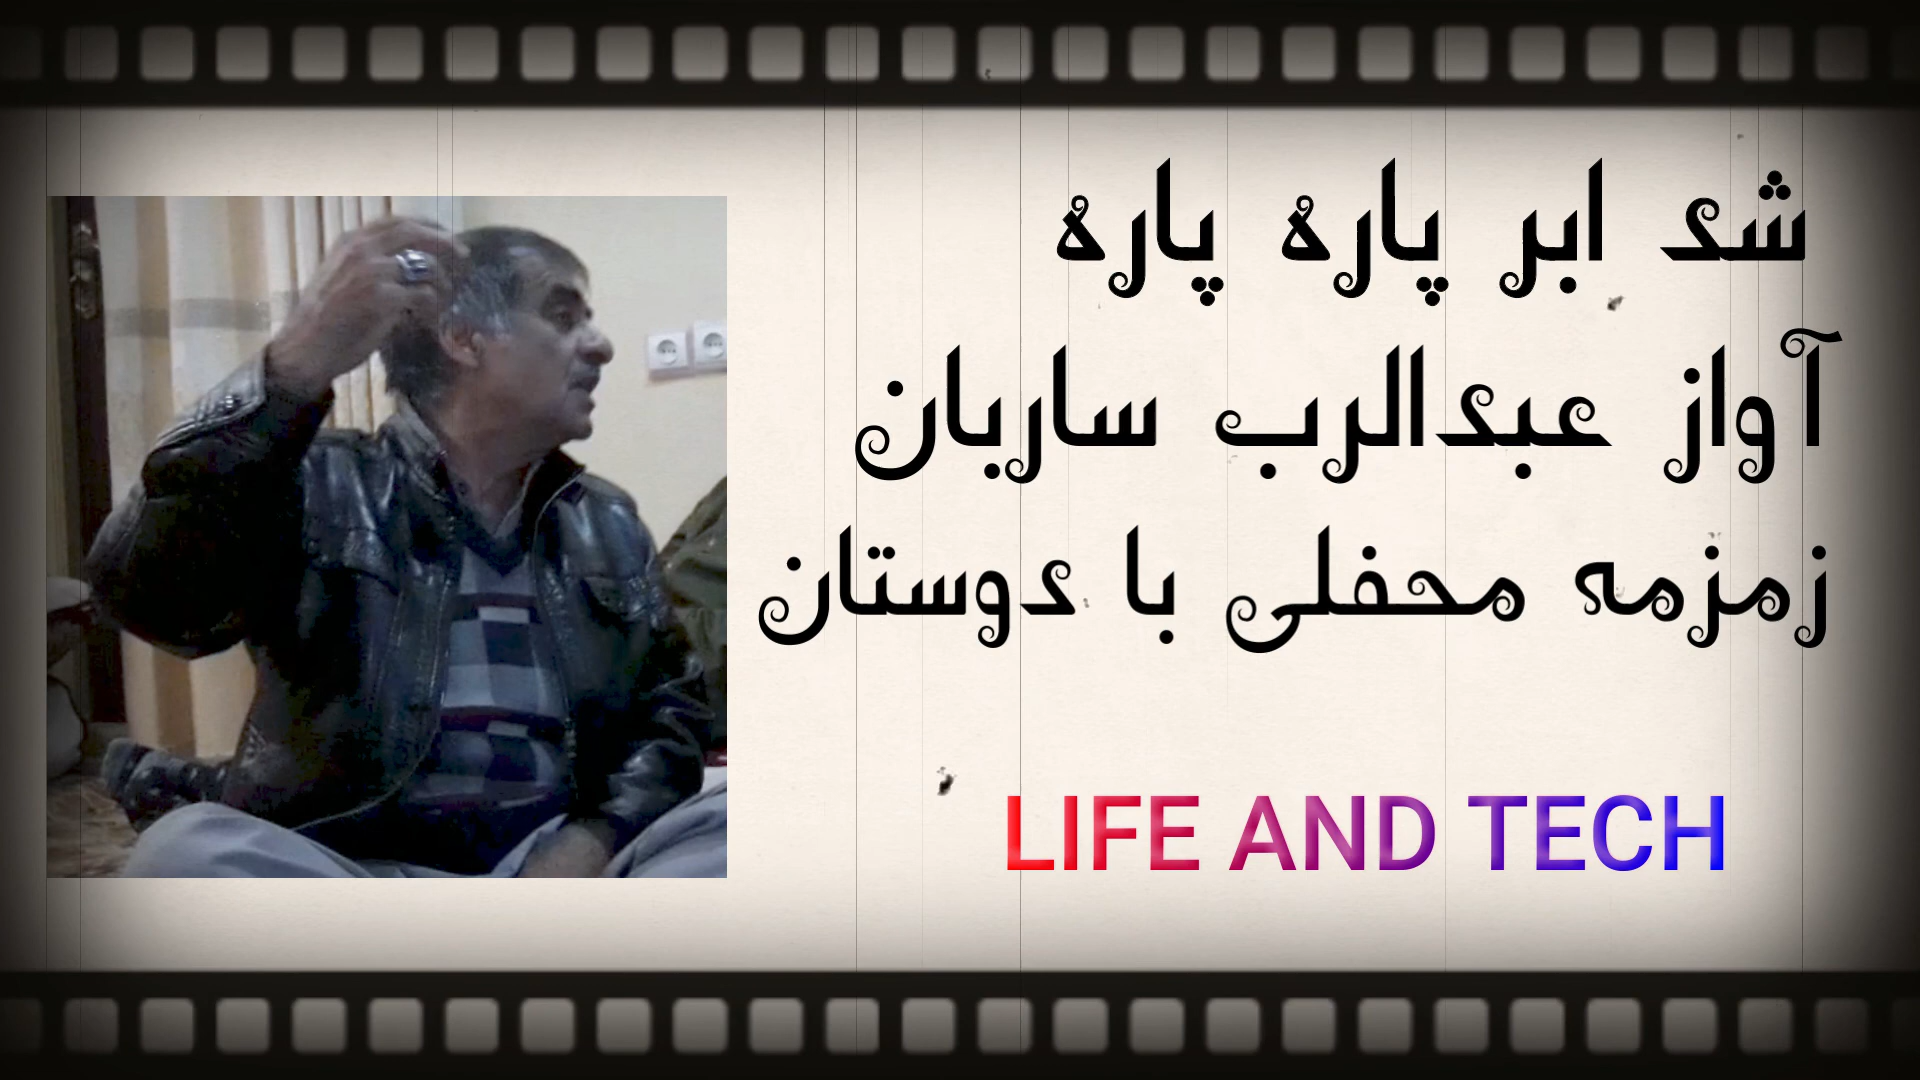 شد ابر پاره پاره
آواز عبدالرب ساریان
زمزمه محفلی با دوستان
LIFE AND TECH